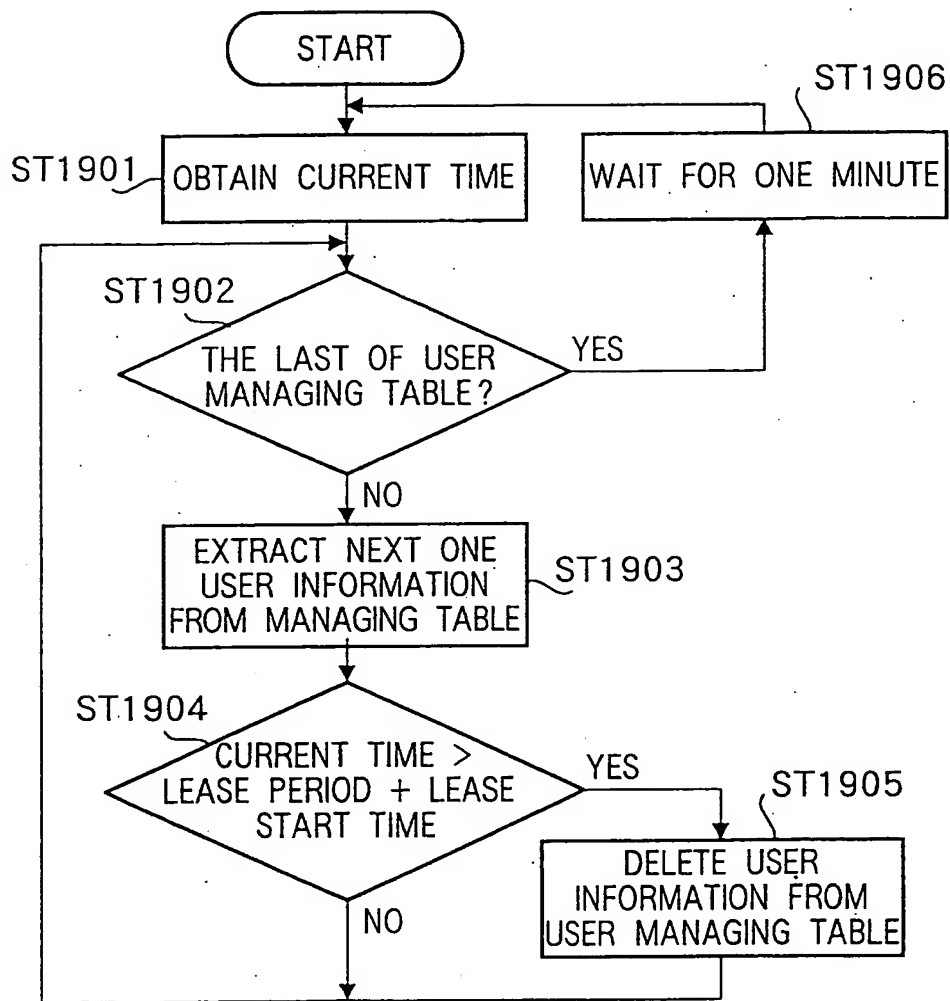 START
ST1906
ST1901
OBTAIN CURRENT TIME
WAIT FOR ONE MINUTE
ST1902
THE LAST OF USER
MANAGING TABLE?
YES
NO
EXTRACT NEXT ONE
USER INFORMATION
FROM MANAGING TABLE
ST1903
ST1904
CURRENT TIME >
LEASE PERIOD + LEASE
START TIME
YES
ST1905
DELETE USER
INFORMATION FROM
USER MANAGING TABLE
NO